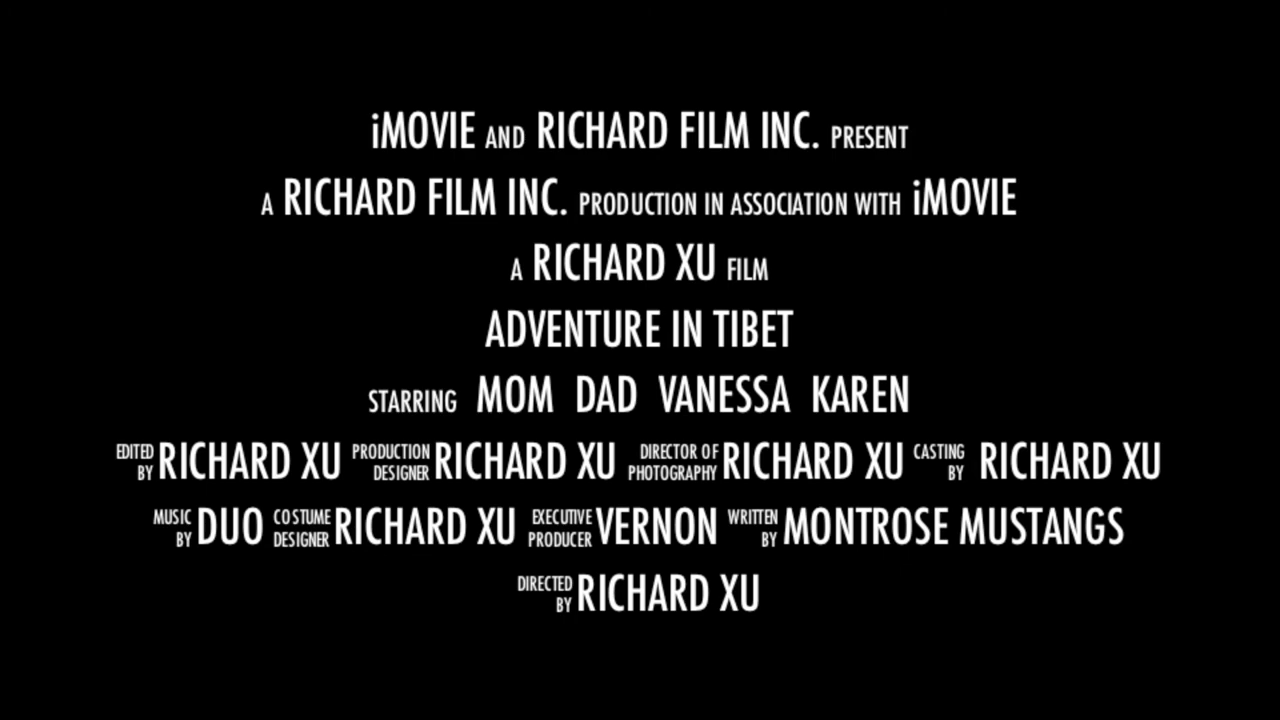 iMOVIE AND RICHARD FILM INC. PRESENT
A RICHARD FILM INC. PRODUCTION IN ASSOCIATION WITH iMOVIE
A RICHARD XU FILM
ADVENTURE IN TIBET
STARRING MOM DAD VANESSA KAREN
EDITED BY RICHARD XU PRODUCTION DESIGNER RICHARD XU DIRECTOR OF PHOTOGRAPHY RICHARD XU CASTING BY RICHARD XU
MUSIC BY DUO COSTUME DESIGNER RICHARD XU EXECUTIVE PRODUCER VERNON WRITTEN BY MONTROSE MUSTANGS
DIRECTED BY RICHARD XU